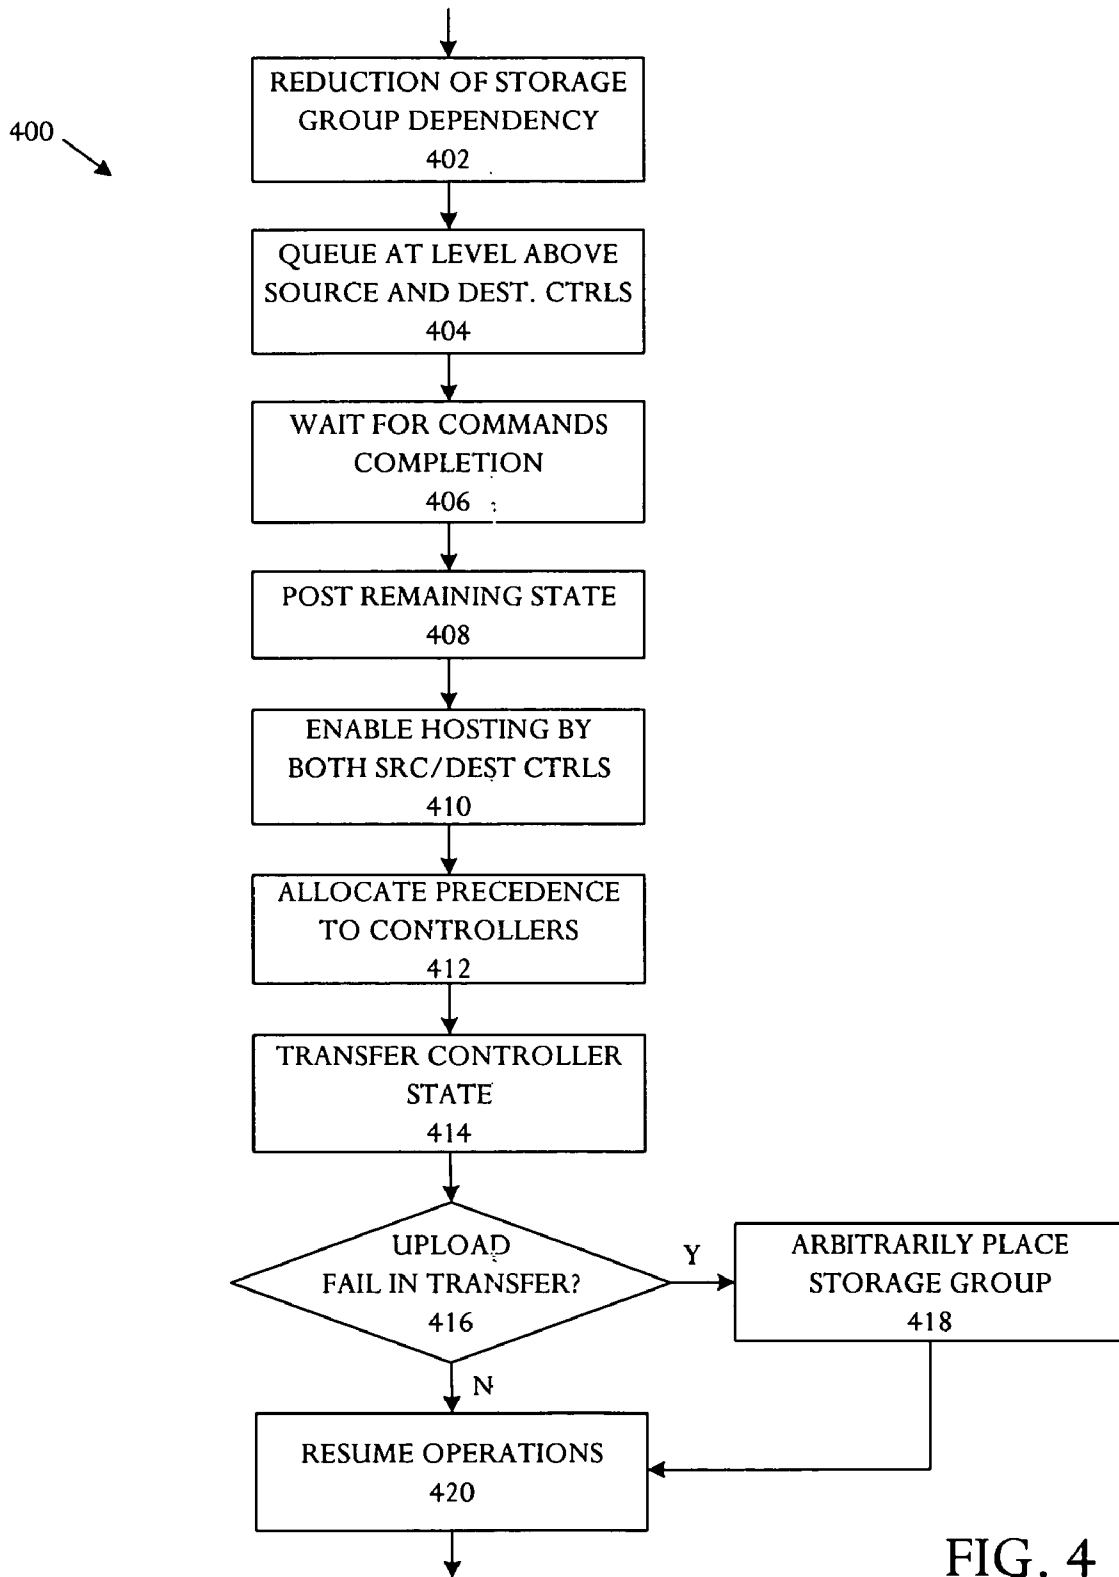 REDUCTION OF STORAGE
GROUP DEPENDENCY
402
400
QUEUE AT LEVEL ABOVE
SOURCE AND DEST. CTRLS
404
WAIT FOR COMMANDS
COMPLETION
406
POST REMAINING STATE
408
ENABLE HOSTING BY
BOTH SRC/DEST CTRLS
410
ALLOCATE PRECEDENCE
TO CONTROLLERS
412
TRANSFER CONTROLLER
STATE
414
UPLOAD
FAIL IN TRANSFER?
416
Y
ARBITRARILY PLACE
STORAGE GROUP
418
N
RESUME OPERATIONS
420
FIG. 4